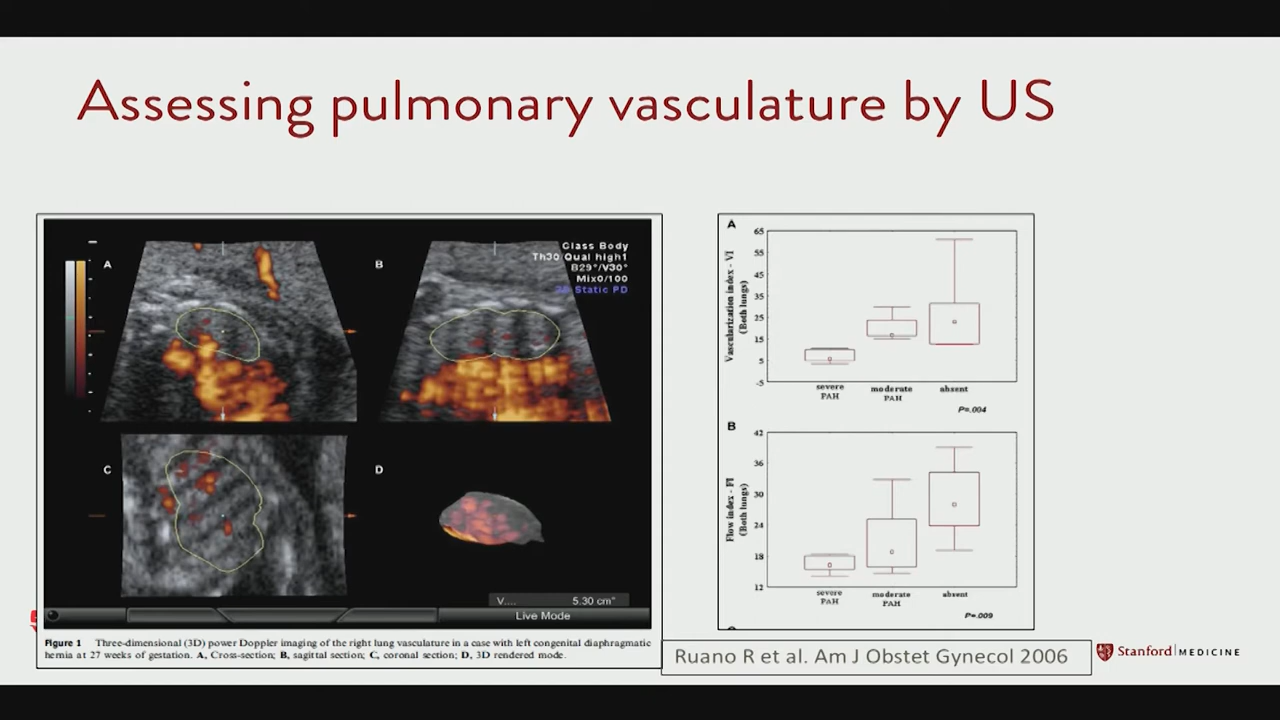 Assessing pulmonary vasculature by US
A
B
Class Body
Th30 Qual high1
B29°/V30°
Mix0/100
3D Static PD
C
D
V.... 5.30 cm"
Live Mode
Figure 1 Three-dimensional (3D) power Doppler imaging of the right lung vasculature in a case with left congenital diaphragmatic
hernia at 27 weeks of gestation. A, Cross-section; B, sagittal section; C, coronal section; D, 3D rendered mode.
A
Vascularization index - VI
(Both lungs)
65
55
45
35
25
15
5
-5
severe
PAH
moderate
PAH
absent
P=.004
B
Flow index - FI
(Both lungs)
42
36
30
24
18
12
severe
PAH
moderate
PAH
absent
P=.009
Ruano R et al. Am J Obstet Gynecol 2006
Stanford MEDICINE